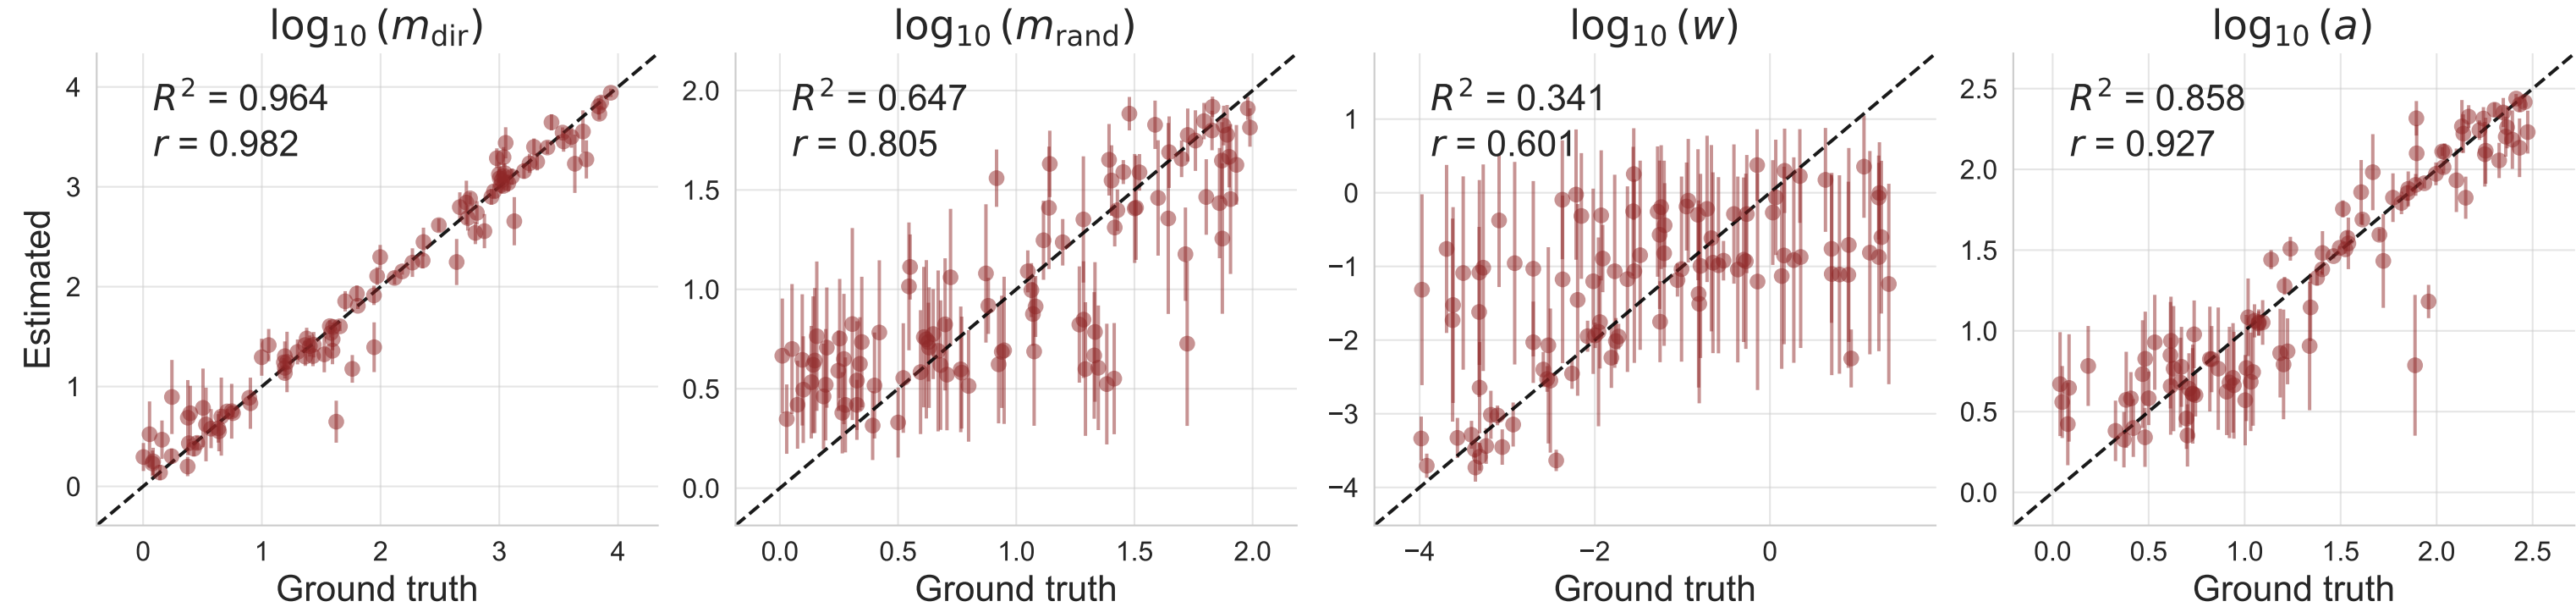 log₁₀(m_dir)
R² = 0.964
r = 0.982
Estimated
4
3
2
1
0
0 1 2 3 4
Ground truth
log₁₀(m_rand)
R² = 0.647
r = 0.805
2.0
1.5
1.0
0.5
0.0
0.0 0.5 1.0 1.5 2.0
Ground truth
log₁₀(w)
R² = 0.341
r = 0.601
1
0
−1
−2
−3
−4
−4 −2 0
Ground truth
log₁₀(a)
R² = 0.858
r = 0.927
2.5
2.0
1.5
1.0
0.5
0.0
0.0 0.5 1.0 1.5 2.0 2.5
Ground truth